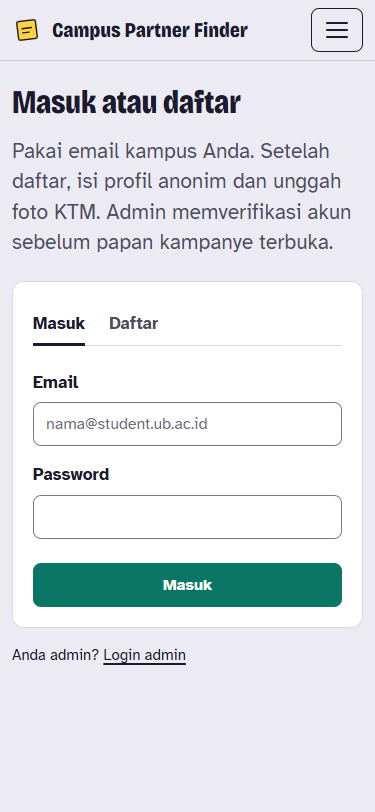 Campus Partner Finder
Masuk atau daftar
Pakai email kampus Anda. Setelah
daftar, isi profil anonim dan unggah
foto KTM. Admin memverifikasi akun
sebelum papan kampanye terbuka.
Masuk Daftar
Email
nama@student.ub.ac.id
Password
Masuk
Anda admin? Login admin